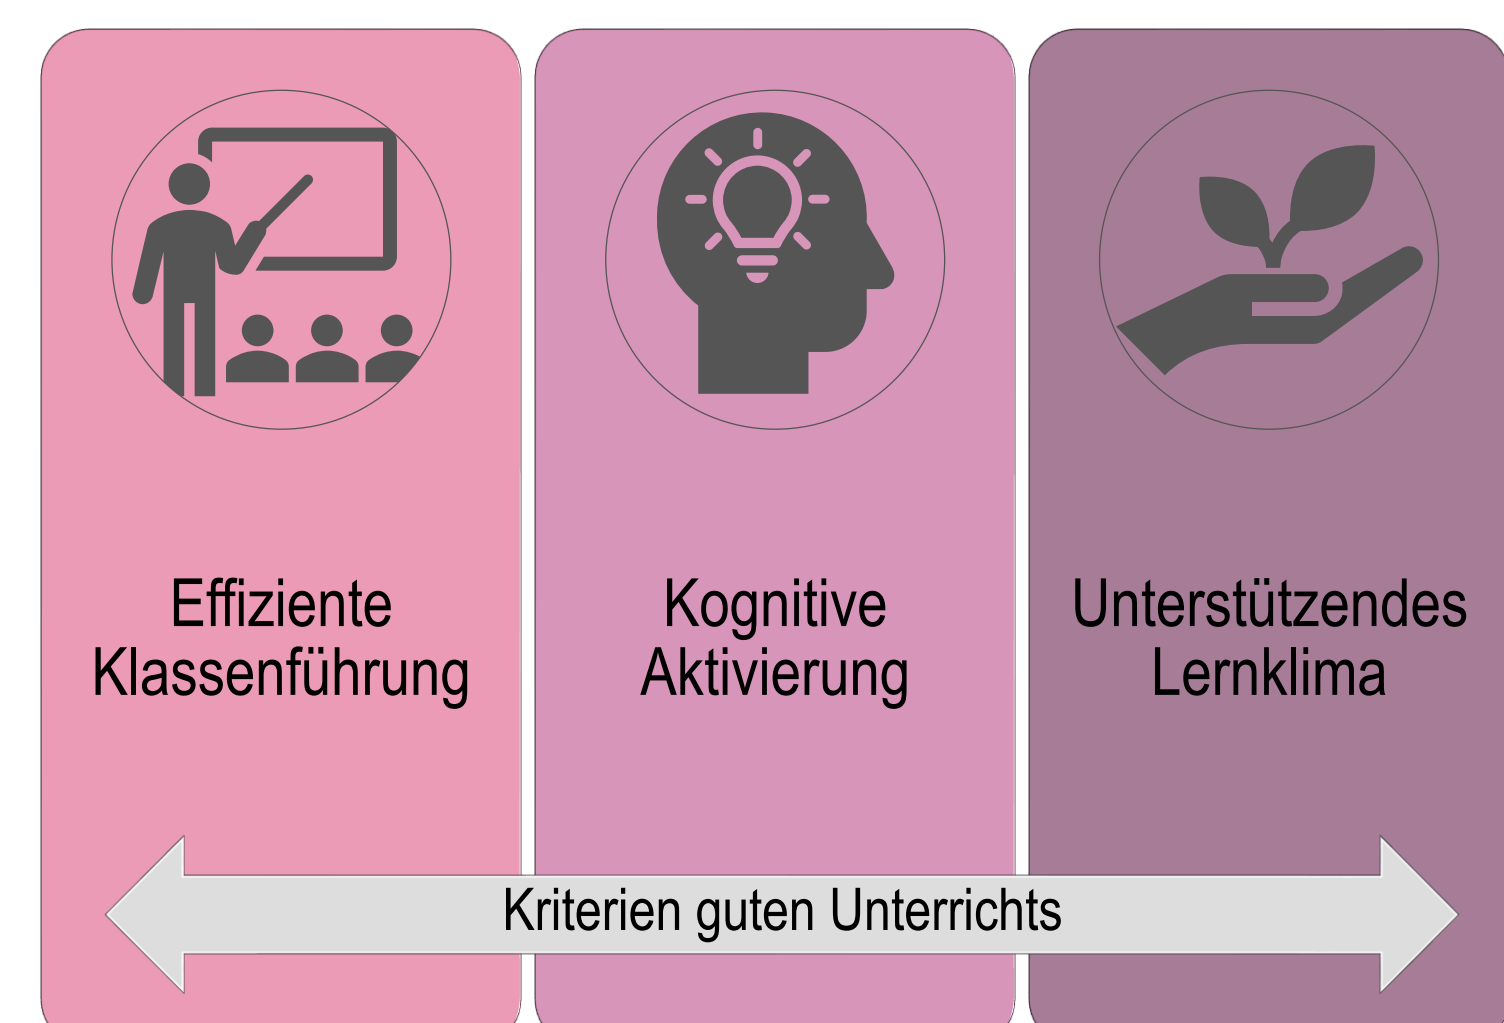 Effiziente
Klassenführung
Kognitive
Aktivierung
Unterstützendes
Lernklima
Kriterien guten Unterrichts